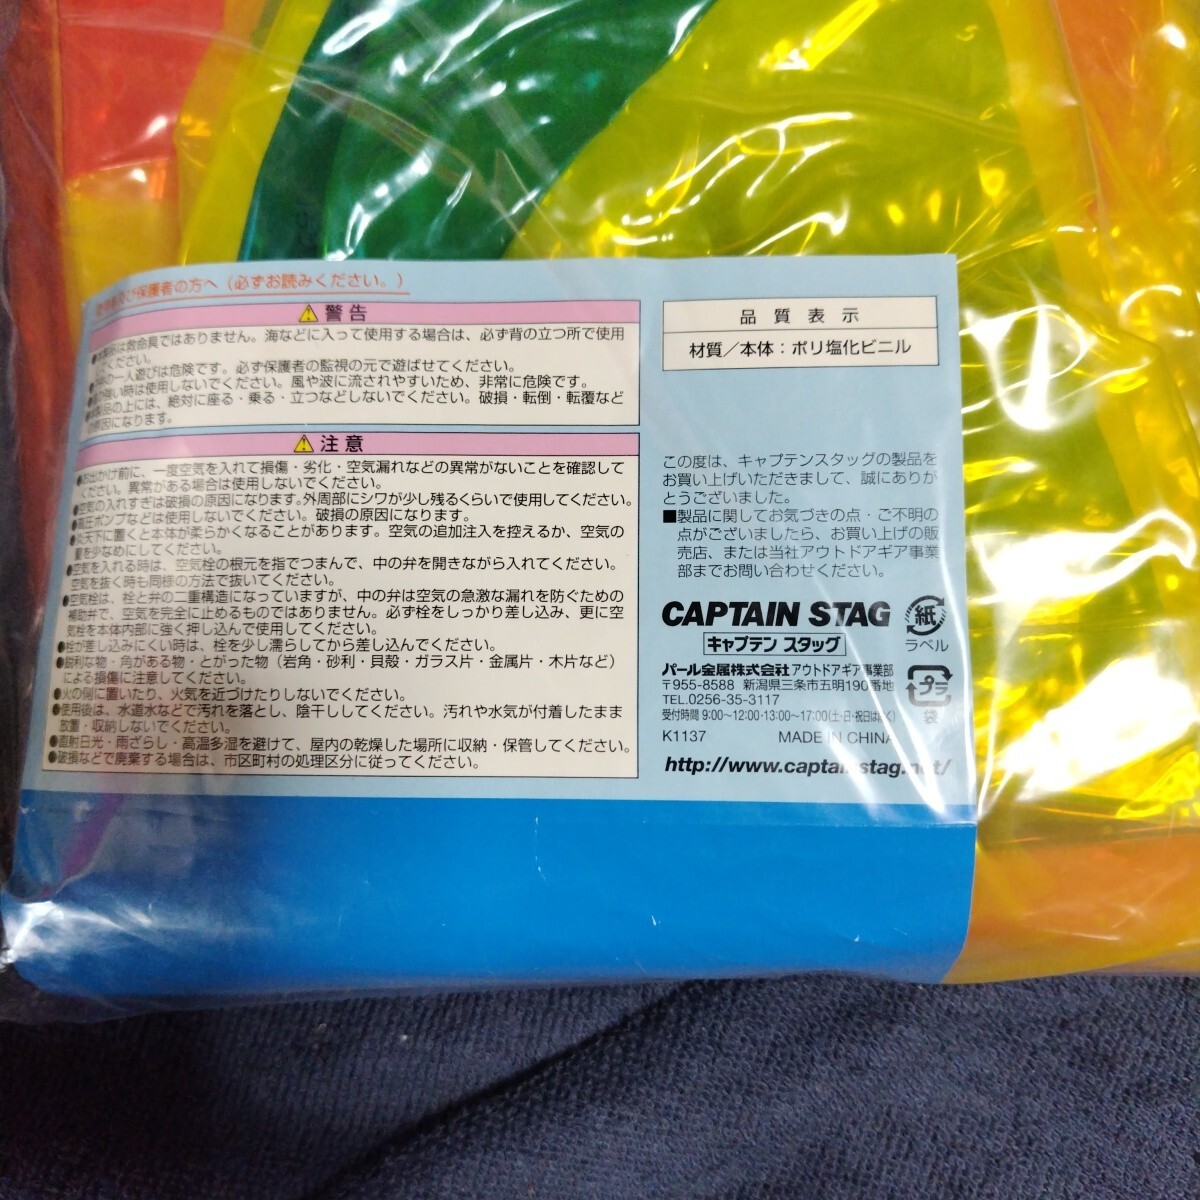 及び保護者の方へ（必ずお読みください。）
⚠警告
は救命具ではありません。海などに入って使用する場合は、必ず背の立つ所で使用
ください。
一人遊びは危険です。必ず保護者の監視の元で遊ばせてください。
強い時は使用しないでください。風や波に流されやすいため、非常に危険です。
品の上には、絶対に座る・乗る・立つなどしないでください。破損・転倒・転覆など
原因になります。
⚠注意
●お出かけ前に、一度空気を入れて損傷・劣化・空気漏れなどの異常がないことを確認して
ください。異常がある場合は使用しないでください。
●空気の入れすぎは破損の原因になります。外周部にシワが少し残るくらいで使用してください。
●高圧ポンプなどは使用しないでください。破損の原因になります。
●炎天下に置くと本体が柔らかくなることがあります。空気の追加注入を控えるか、空気の
量を少なめにしてください。
●空気を入れる時は、空気栓の根元を指でつまんで、中の弁を開きながら入れてください。
空気を抜く時も同様の方法で抜いてください。
●空気栓は、栓と弁の二重構造になっていますが、中の弁は空気の急激な漏れを防ぐための
補助弁で、空気を完全に止めるものではありません。必ず栓をしっかり差し込み、更に空
気栓を本体内部に強く押し込んで使用してください。
●栓が差し込みにくい時は、栓を少し濡らしてから差し込んでください。
●鋭利な物・角がある物・とがった物（岩角・砂利・貝殻・ガラス片・金属片・木片など）
による損傷に注意してください。
●火の側に置いたり、火気を近づけたりしないでください。
●使用後は、水道水などで汚れを落とし、陰干ししてください。汚れや水気が付着したまま
放置・収納しないでください。
●直射日光・雨ざらし・高温多湿を避けて、屋内の乾燥した場所に収納・保管してください。
●破損などで廃棄する場合は、市区町村の処理区分に従ってください。
品質表示
材質／本体：ポリ塩化ビニル
この度は、キャプテンスタッグの製品を
お買い上げいただきまして、誠にありが
とうございました。
■製品に関してお気づきの点・ご不明の
点がございましたら、お買い上げの販
売店、または当社アウトドアギア事業
部までお問い合わせください。
CAPTAIN STAG
キャプテン スタッグ
パール金属株式会社 アウトドアギア事業部
〒955-8588 新潟県三条市五明190番地
TEL.0256-35-3117
受付時間 9:00〜12:00・13:00〜17:00(土・日・祝日は除く)
K1137 MADE IN CHINA
http://www.captainstag.net/
紙
ラベル
プラ
袋